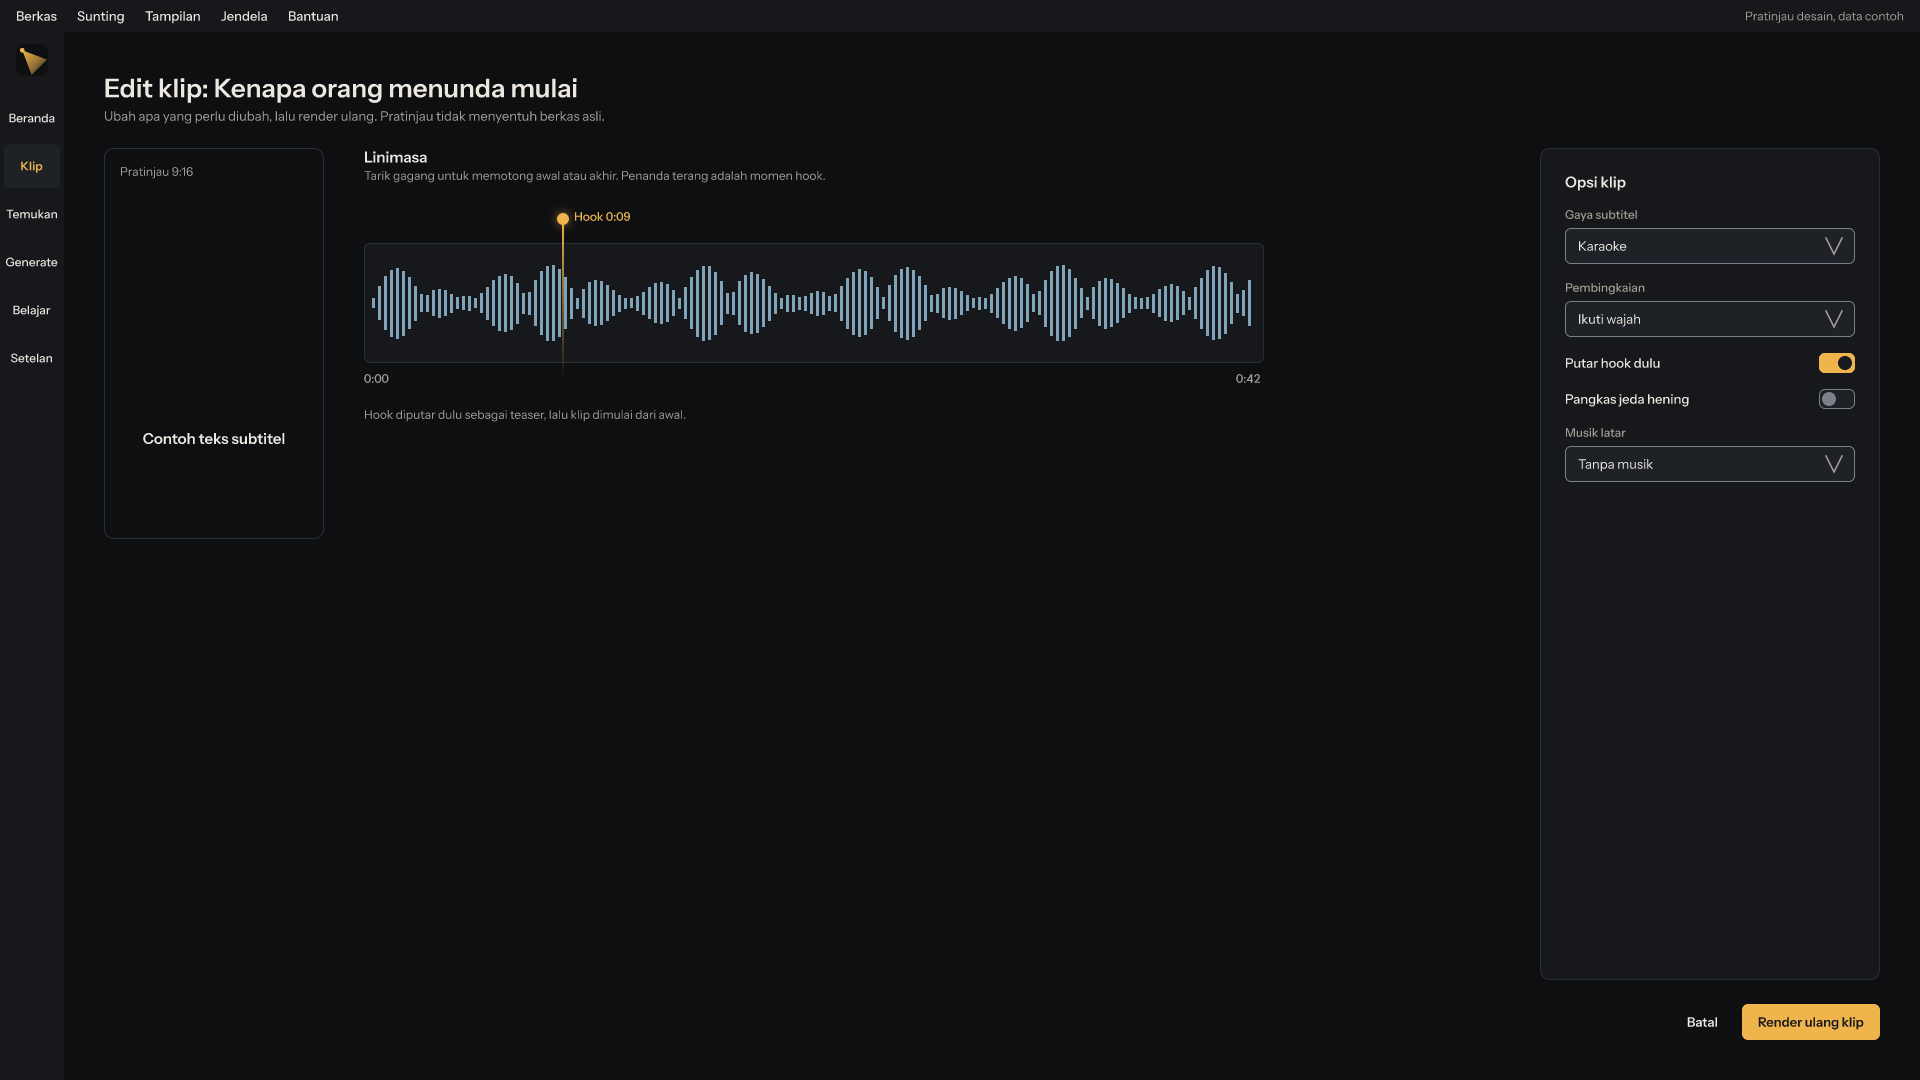 Berkas Sunting Tampilan Jendela Bantuan
Pratinjau desain, data contoh
Beranda
Klip
Temukan
Generate
Belajar
Setelan
Edit klip: Kenapa orang menunda mulai
Ubah apa yang perlu diubah, lalu render ulang. Pratinjau tidak menyentuh berkas asli.
Pratinjau 9:16
Contoh teks subtitel
Linimasa
Tarik gagang untuk memotong awal atau akhir. Penanda terang adalah momen hook.
Hook 0:09
0:00
0:42
Hook diputar dulu sebagai teaser, lalu klip dimulai dari awal.
Opsi klip
Gaya subtitel
Karaoke
Pembingkaian
Ikuti wajah
Putar hook dulu
Pangkas jeda hening
Musik latar
Tanpa musik
Batal
Render ulang klip